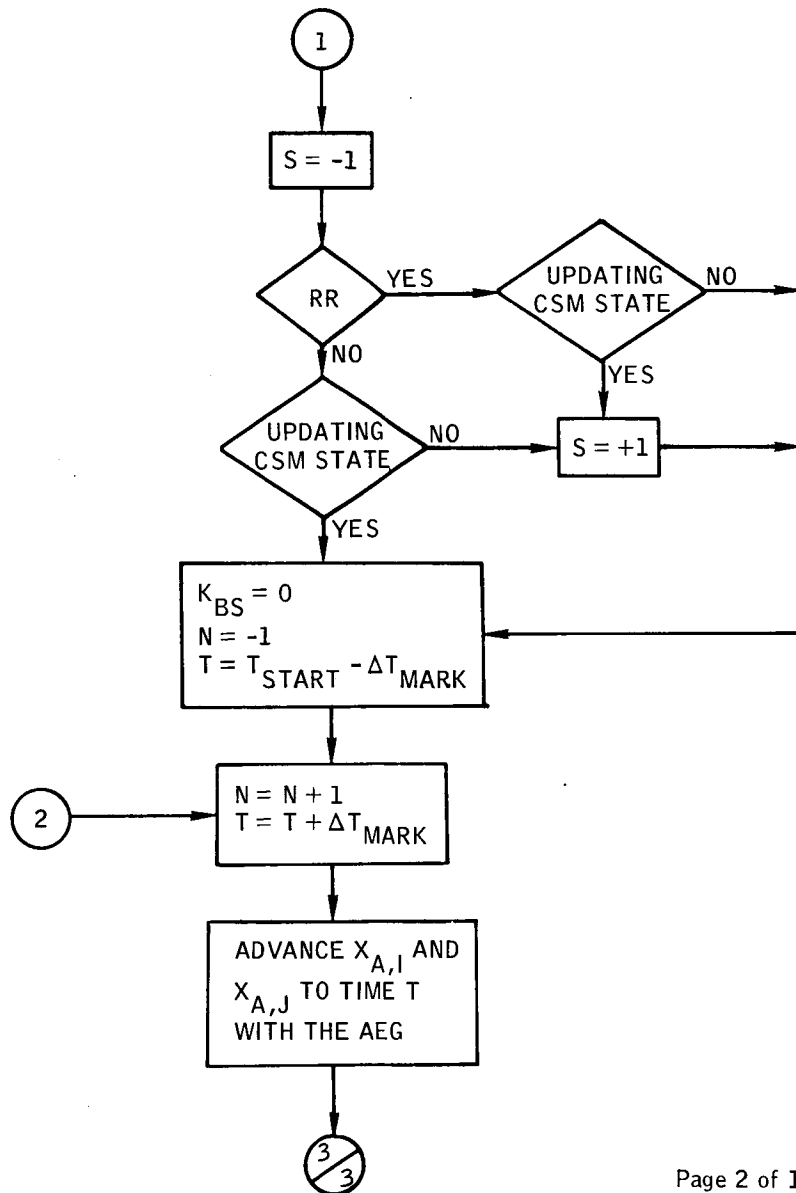 1
S = -1
RR
YES
UPDATING
CSM STATE
NO
NO
YES
UPDATING
CSM STATE
NO
S = +1
YES
K_BS = 0
N = -1
T = T_START - ΔT_MARK
2
N = N + 1
T = T + ΔT_MARK
ADVANCE X_A,I AND
X_A,J TO TIME T
WITH THE AEG
3
3
Page 2 of 1